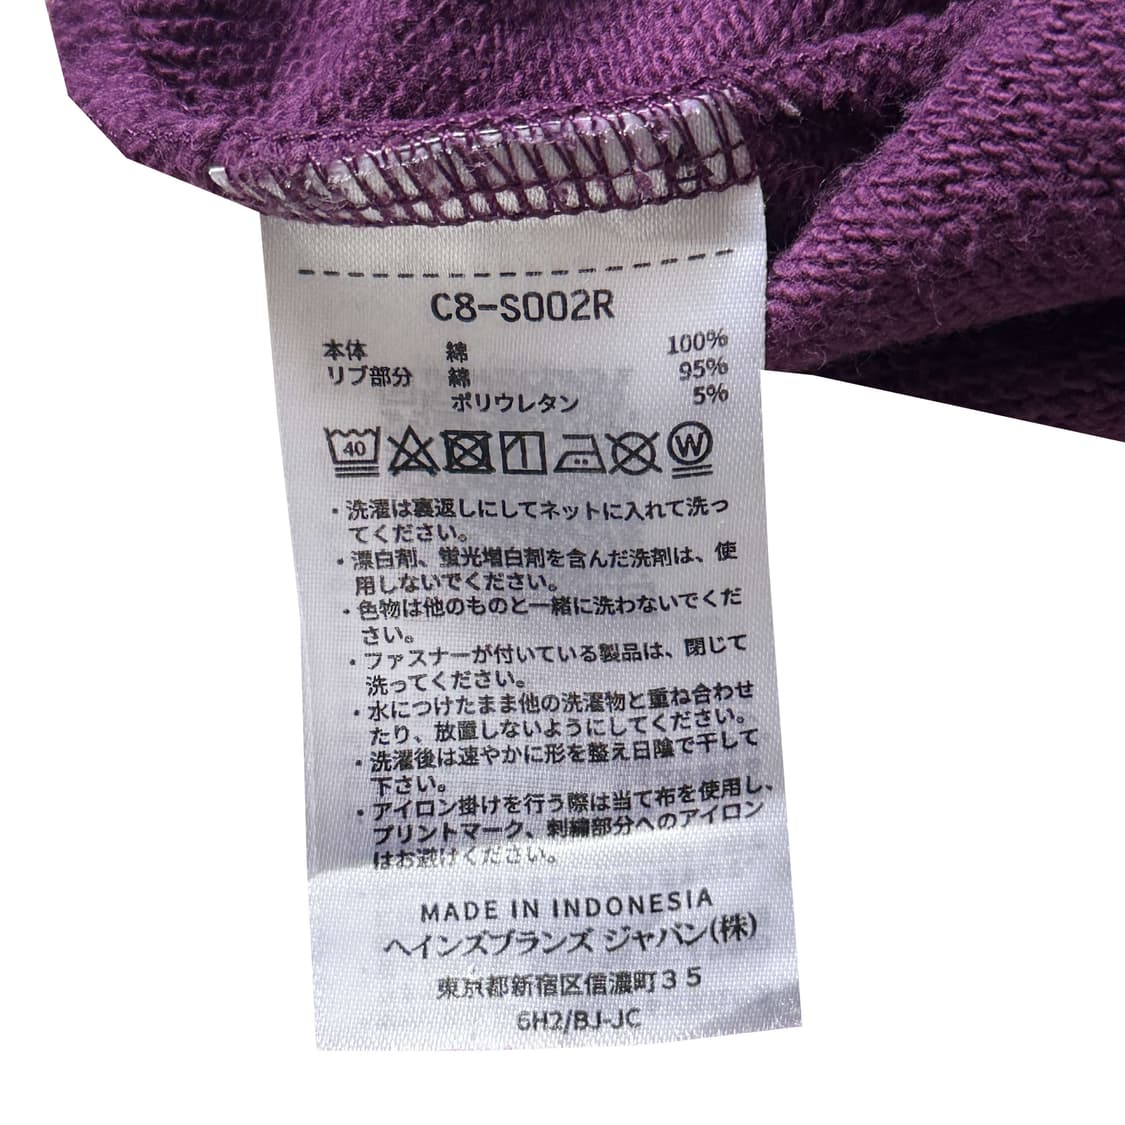 C8-S002R
本体 綿 100%
リブ部分 綿 95%
ポリウレタン 5%
40 W
・洗濯は裏返しにしてネットに入れて洗っ
てください。
・漂白剤、蛍光増白剤を含んだ洗剤は、使
用しないでください。
・色物は他のものと一緒に洗わないでくだ
さい。
・ファスナーが付いている製品は、閉じて
洗ってください。
・水につけたまま他の洗濯物と重ね合わせ
たり、放置しないようにしてください。
・洗濯後は速やかに形を整え日陰で干して
下さい。
・アイロン掛けを行う際は当て布を使用し、
プリントマーク、刺繍部分へのアイロン
はお避けください。
MADE IN INDONESIA
ヘインズブランズ ジャパン(株)
東京都新宿区信濃町35
6H2/BJ-JC